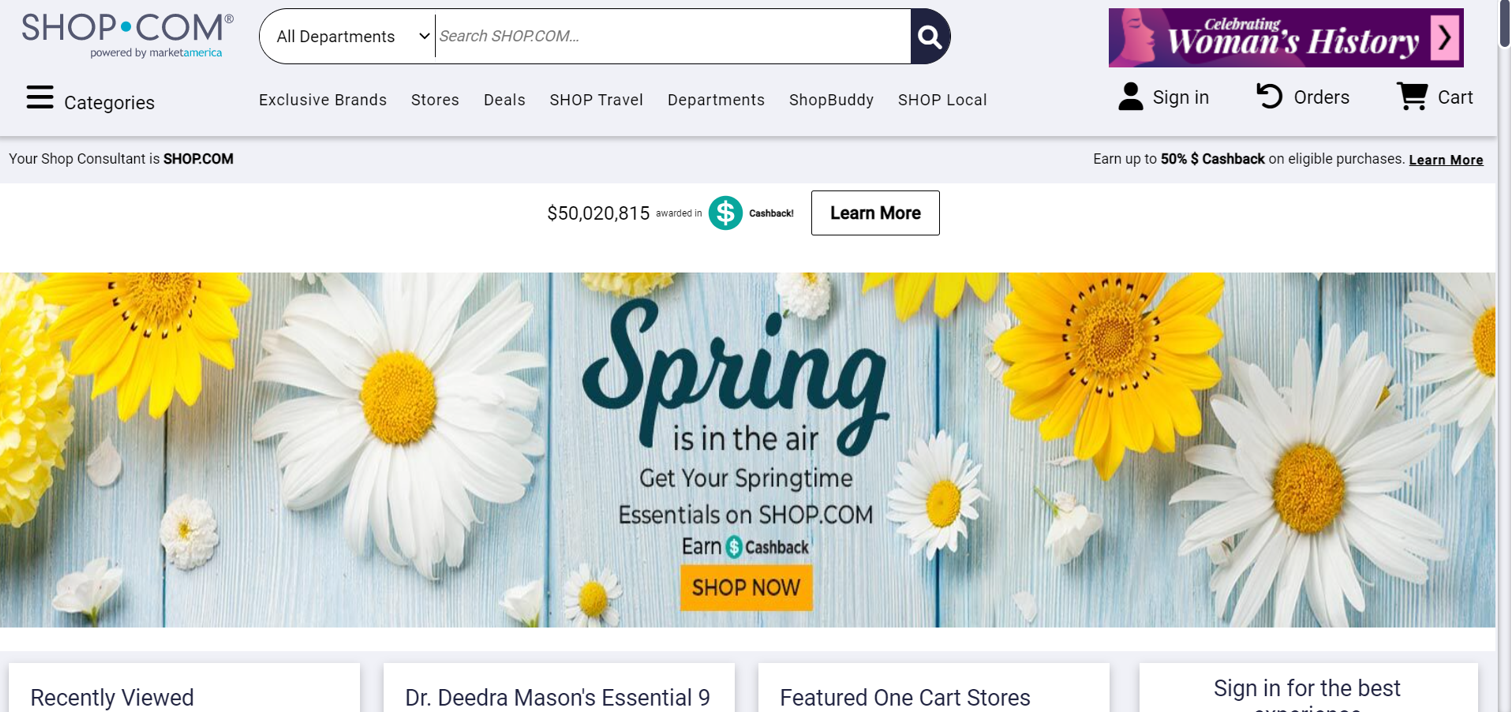 SHOP•COM®
powered by marketamerica
All Departments
Search SHOP.COM...
Celebrating
Woman's History
Categories
Exclusive Brands
Stores
Deals
SHOP Travel
Departments
ShopBuddy
SHOP Local
Sign in
Orders
Cart
Your Shop Consultant is SHOP.COM
Earn up to 50% $ Cashback on eligible purchases. Learn More
$50,020,815 awarded in $ Cashback!
Learn More
Spring
is in the air
Get Your Springtime
Essentials on SHOP.COM
Earn $ Cashback
SHOP NOW
Recently Viewed
Dr. Deedra Mason's Essential 9
Featured One Cart Stores
Sign in for the best
experience